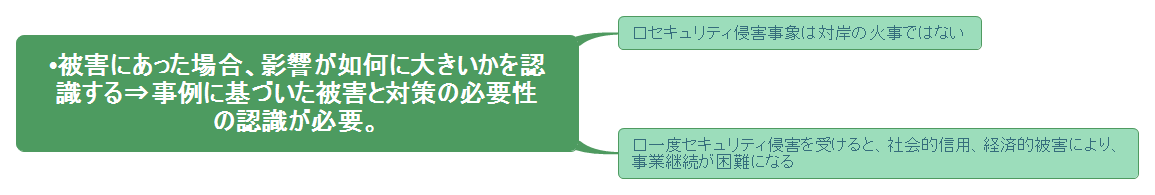 •被害にあった場合、影響が如何に大きいかを認
識する⇒事例に基づいた被害と対策の必要性
の認識が必要。
□セキュリティ侵害事象は対岸の火事ではない
□一度セキュリティ侵害を受けると、社会的信用、経済的被害により、
事業継続が困難になる